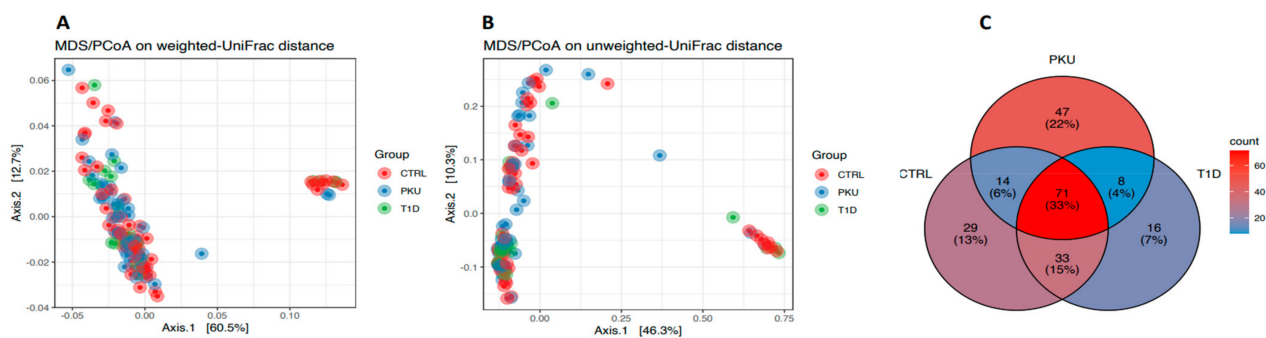 A
MDS/PCoA on weighted-UniFrac distance
0.06
0.04
0.02
0.00
-0.02
-0.04
Axis.2 [12.7%]
-0.05
0.00
0.05
0.10
Axis.1 [60.5%]
Group
CTRL
PKU
T1D
B
MDS/PCoA on unweighted-UniFrac distance
0.2
0.1
0.0
-0.1
Axis.2 [10.3%]
0.00
0.25
0.50
0.75
Axis.1 [46.3%]
Group
CTRL
PKU
T1D
C
PKU
CTRL
T1D
47
(22%)
14
(6%)
8
(4%)
71
(33%)
29
(13%)
16
(7%)
33
(15%)
count
60
40
20